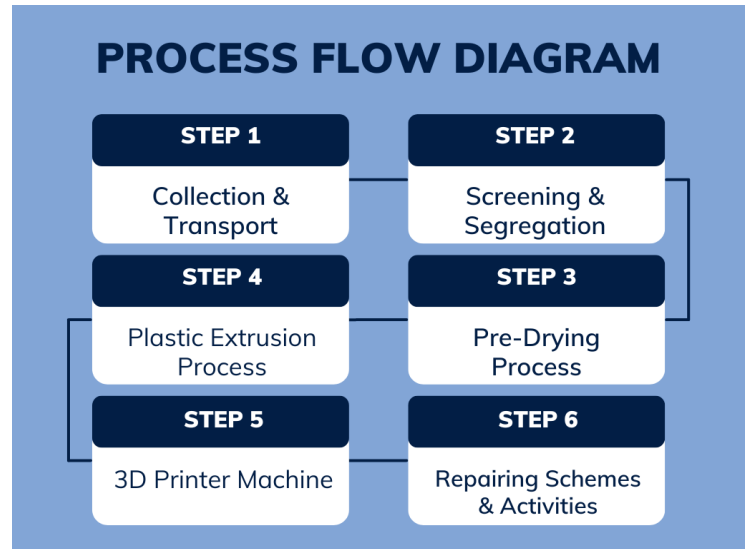 PROCESS FLOW DIAGRAM
STEP 1
Collection &
Transport
STEP 2
Screening &
Segregation
STEP 3
Pre-Drying
Process
STEP 4
Plastic Extrusion
Process
STEP 5
3D Printer Machine
STEP 6
Repairing Schemes
& Activities